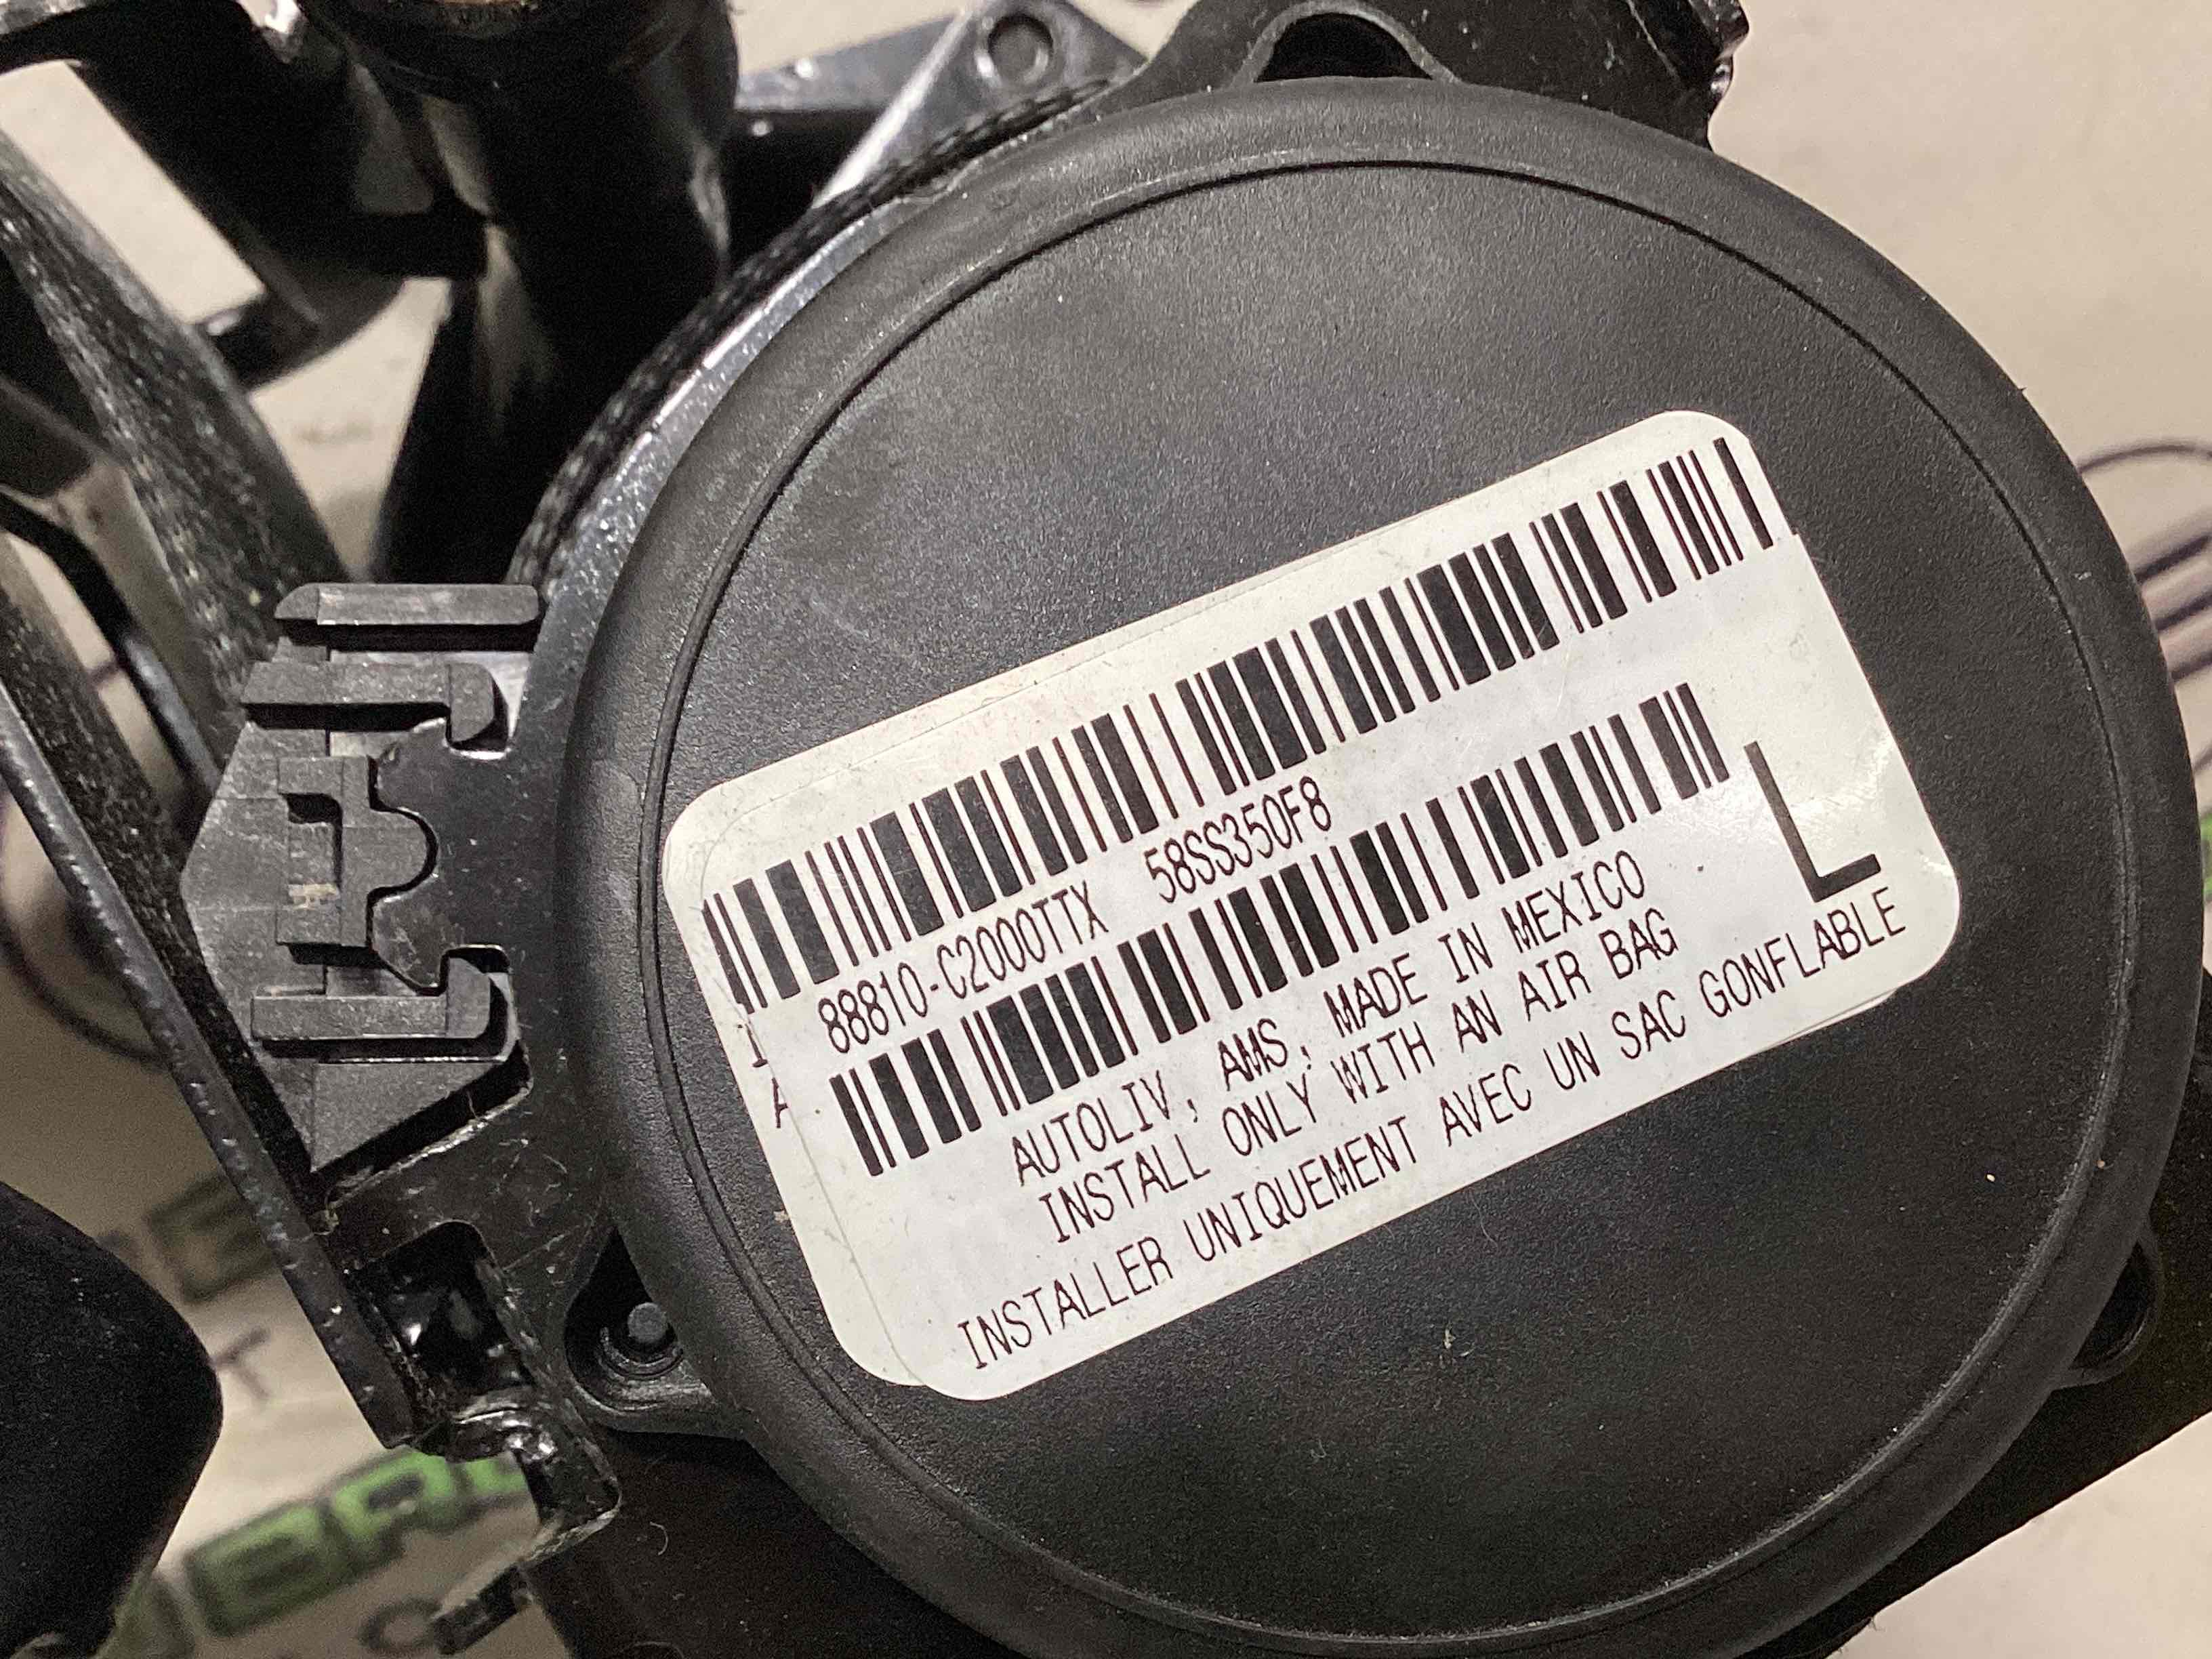 88810-C2000TTX 58SS350F8
AUTOLIV, AMS, MADE IN MEXICO
INSTALL ONLY WITH AN AIR BAG
INSTALLER UNIQUEMENT AVEC UN SAC GONFLABLE
L